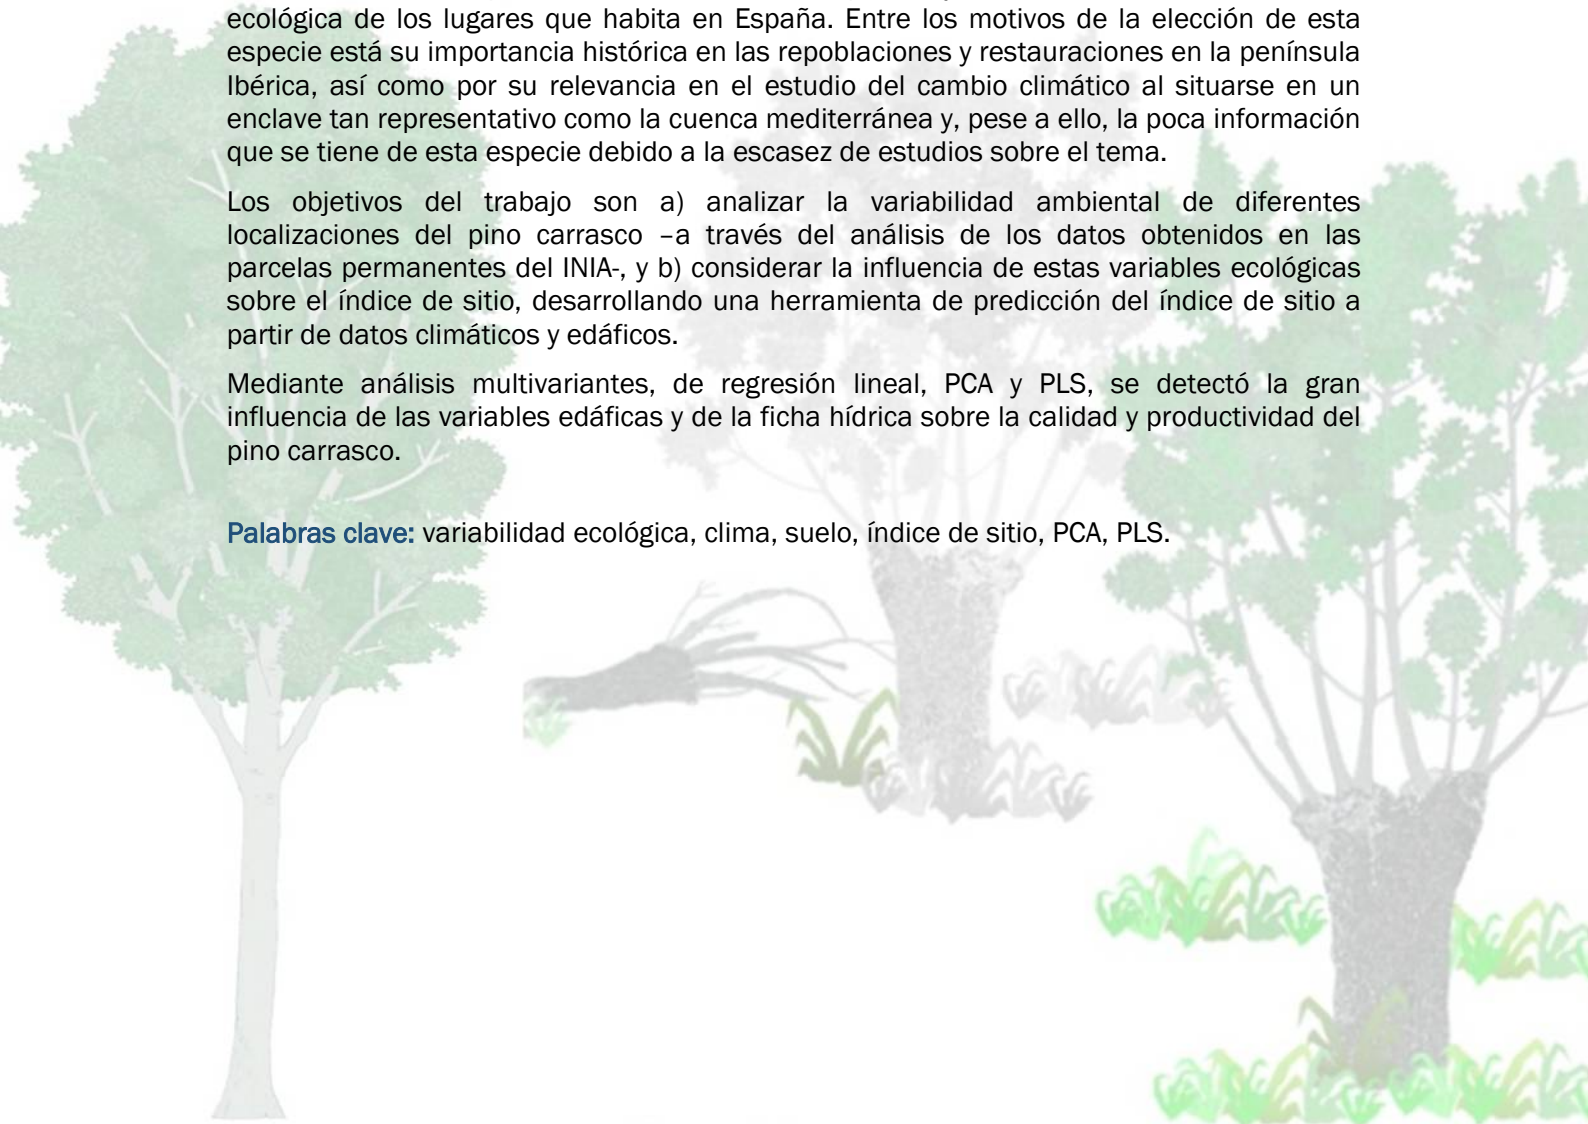 ecológica de los lugares que habita en España. Entre los motivos de la elección de esta
especie está su importancia histórica en las repoblaciones y restauraciones en la península
Ibérica, así como por su relevancia en el estudio del cambio climático al situarse en un
enclave tan representativo como la cuenca mediterránea y, pese a ello, la poca información
que se tiene de esta especie debido a la escasez de estudios sobre el tema.
Los objetivos del trabajo son a) analizar la variabilidad ambiental de diferentes
localizaciones del pino carrasco –a través del análisis de los datos obtenidos en las
parcelas permanentes del INIA-, y b) considerar la influencia de estas variables ecológicas
sobre el índice de sitio, desarrollando una herramienta de predicción del índice de sitio a
partir de datos climáticos y edáficos.
Mediante análisis multivariantes, de regresión lineal, PCA y PLS, se detectó la gran
influencia de las variables edáficas y de la ficha hídrica sobre la calidad y productividad del
pino carrasco.
Palabras clave: variabilidad ecológica, clima, suelo, índice de sitio, PCA, PLS.